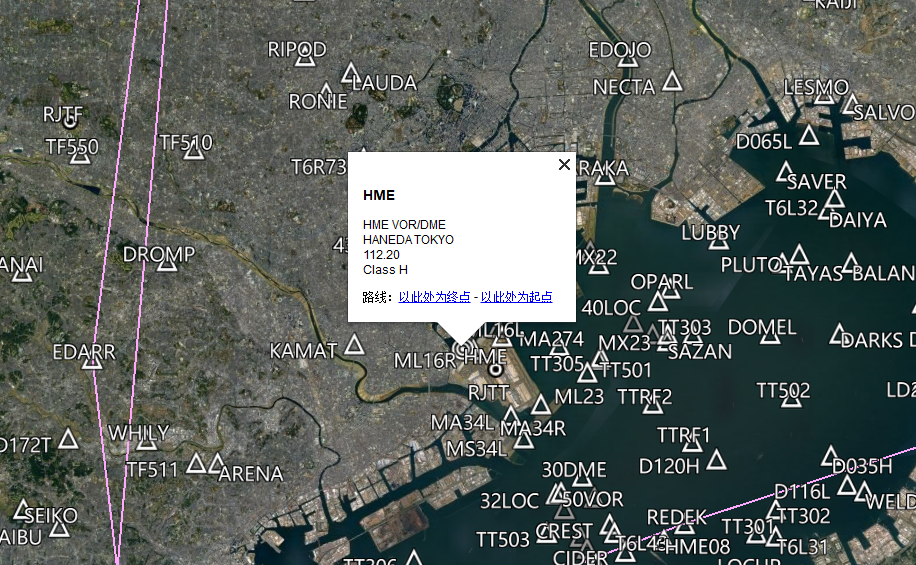 KAIJI
RIPOD
EDOJO
LAUDA
NECTA
LESMO
RONIE
SALVO
RJTF
TF550
TF510
D065L
T6R73
RAKA
SAVER
T6L32
DAIYA
HME
HME VOR/DME
HANEDA TOKYO
112.20
Class H
路线：以此处为终点 - 以此处为起点
LUBBY
DROMP
ANAI
MX22
PLUTO
TAYAS
BALAN
OPARL
40LOC
TT303
DOMEL
DARKS
EDARR
KAMAT
ML16R
HME
MA274
MX23
SAZAN
TT305
TT501
RJTT
ML23
TTRF2
TT502
MA34L
MA34R
WHILY
D172T
MS34L
TTRF1
TF511
ARENA
30DME
D120H
D035H
32LOC
50VOR
D116L
WELD
SEIKO
AIBU
TT503
CREST
REDEK
TT301
TT302
CIDER
T6L43
HME08
T6L31
TT306
LOCUP